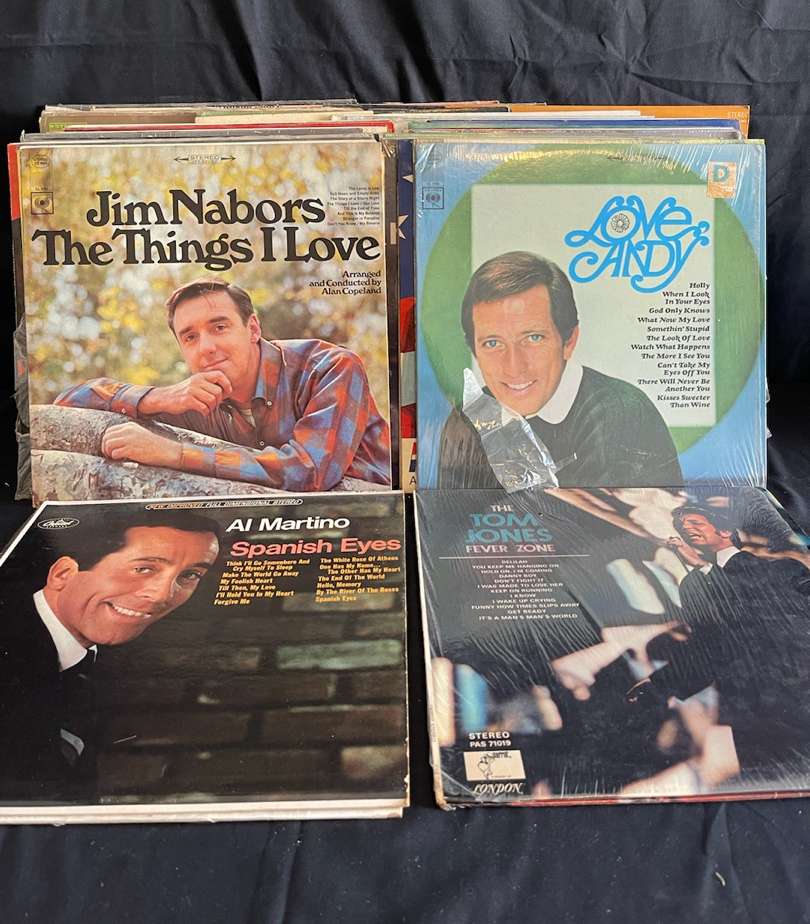 STEREO
Jim Nabors
The Things I Love
Arranged
and Conducted by
Alan Copeland
D
LOVE,
ANDY
Holly
When I Look
In Your Eyes
God Only Knows
What Now My Love
Somethin' Stupid
The Look Of Love
Watch What Happens
The More I See You
Can't Take My
Eyes Off You
There Will Never Be
Another You
Kisses Sweeter
Than Wine
NEW IMPROVED FULL DIMENSIONAL STEREO
Capitol
Al Martino
Spanish Eyes
Think I'll Go Somewhere And
Cry Myself To Sleep
Make The World Go Away
My Foolish Heart
Till Then, My Love
I'll Hold You In My Heart
Forgive Me
The White Rose Of Athens
One Has My Name...
The Other Has My Heart
The End Of The World
Hello, Memory
By The River Of The Roses
Spanish Eyes
THE
TOM
JONES
FEVER ZONE
DELILAH
YOU KEEP ME HANGING ON
HOLD ON I'M COMING
DANNY BOY
DON'T FIGHT IT
I WAS MADE TO LOVE HER
KEEP ON RUNNING
I KNOW
I WAKE UP CRYING
FUNNY HOW TIMES SLIPS AWAY
GET READY
IT'S A MAN'S MAN'S WORLD
STEREO
PAS 71019
LONDON